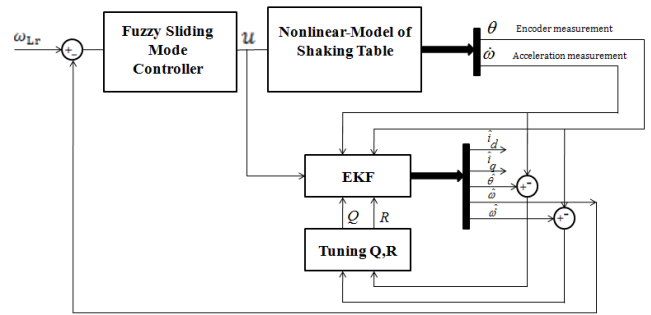 ω_Lr
+
-
Fuzzy Sliding
Mode
Controller
u
Nonlinear-Model of
Shaking Table
θ Encoder measurement
ω̇ Acceleration measurement
EKF
î_d
î_q
θ̂
ω̂
ω̇̂
+
-
+
-
Q R
Tuning Q,R